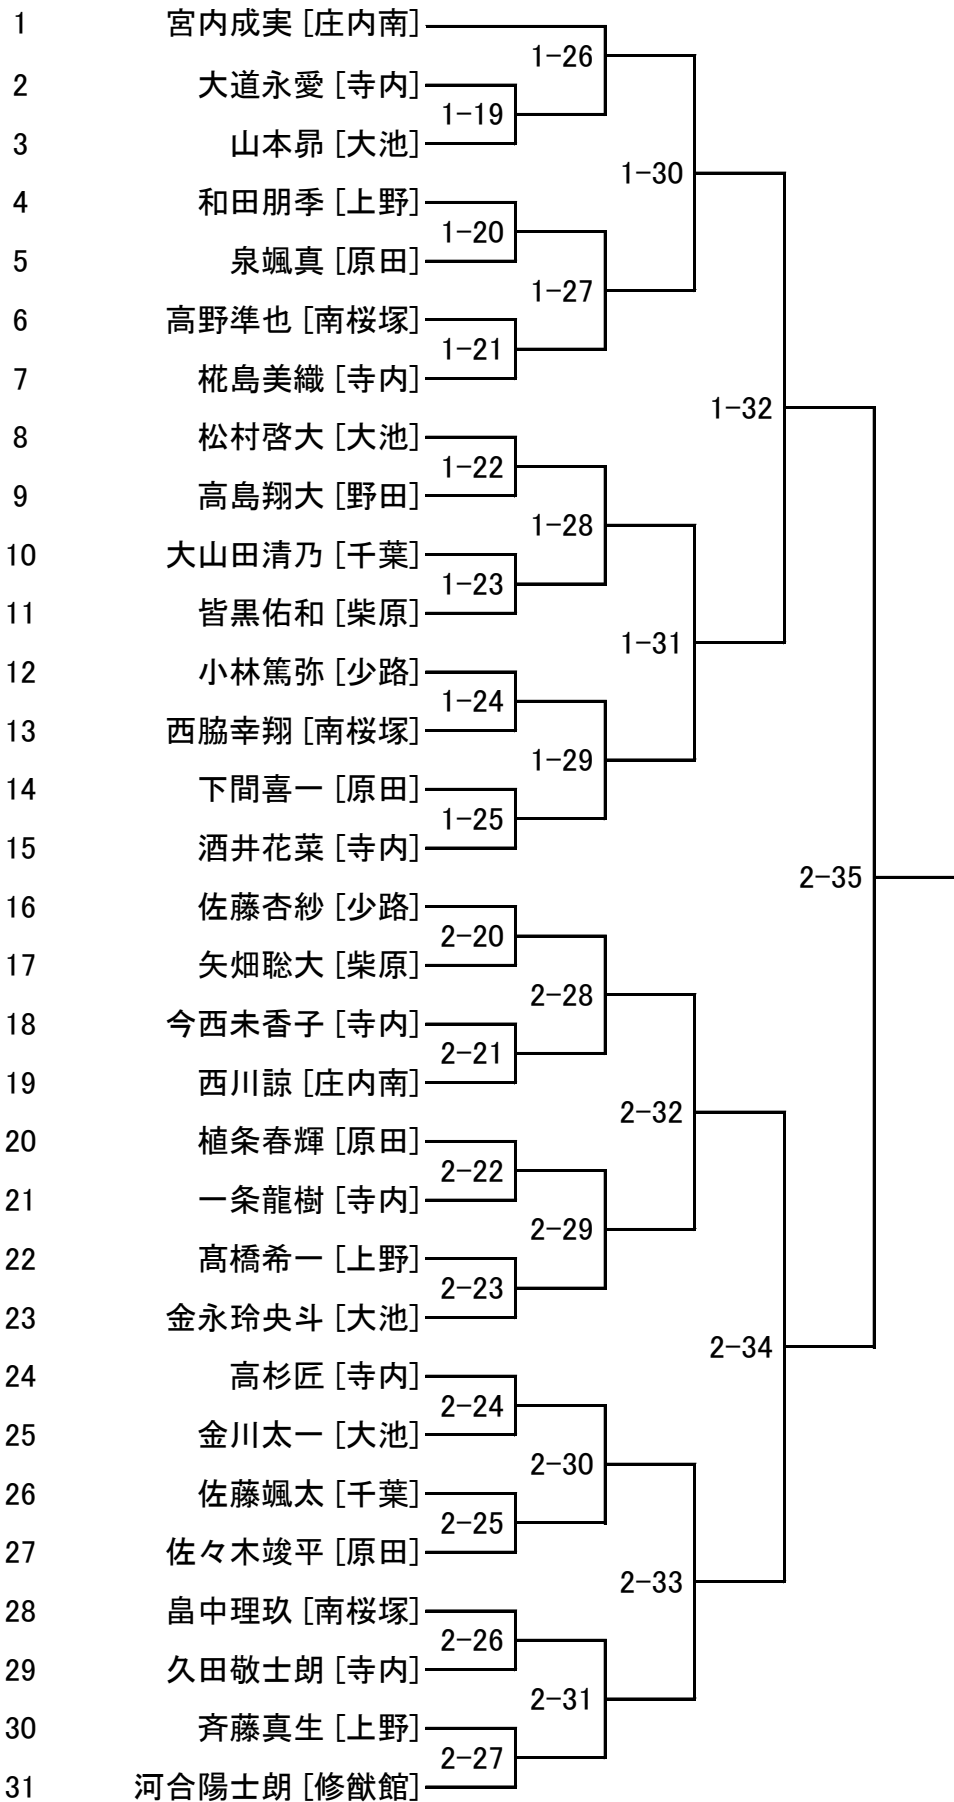 1 宮内成実 [庄内南]
1-26
2 大道永愛 [寺内]
1-19
3 山本昴 [大池]
1-30
4 和田朋季 [上野]
1-20
5 泉颯真 [原田]
1-27
6 高野準也 [南桜塚]
1-21
7 椛島美織 [寺内]
1-32
8 松村啓大 [大池]
1-22
9 高島翔大 [野田]
1-28
10 大山田清乃 [千葉]
1-23
11 皆黒佑和 [柴原]
1-31
12 小林篤弥 [少路]
1-24
13 西脇幸翔 [南桜塚]
1-29
14 下間喜一 [原田]
1-25
15 酒井花菜 [寺内]
2-35
16 佐藤杏紗 [少路]
2-20
17 矢畑聡大 [柴原]
2-28
18 今西未香子 [寺内]
2-21
19 西川諒 [庄内南]
2-32
20 植条春輝 [原田]
2-22
21 一条龍樹 [寺内]
2-29
22 髙橋希一 [上野]
2-23
23 金永玲央斗 [大池]
2-34
24 高杉匠 [寺内]
2-24
25 金川太一 [大池]
2-30
26 佐藤颯太 [千葉]
2-25
27 佐々木竣平 [原田]
2-33
28 畠中理玖 [南桜塚]
2-26
29 久田敬士朗 [寺内]
2-31
30 斉藤真生 [上野]
2-27
31 河合陽士朗 [修猷館]